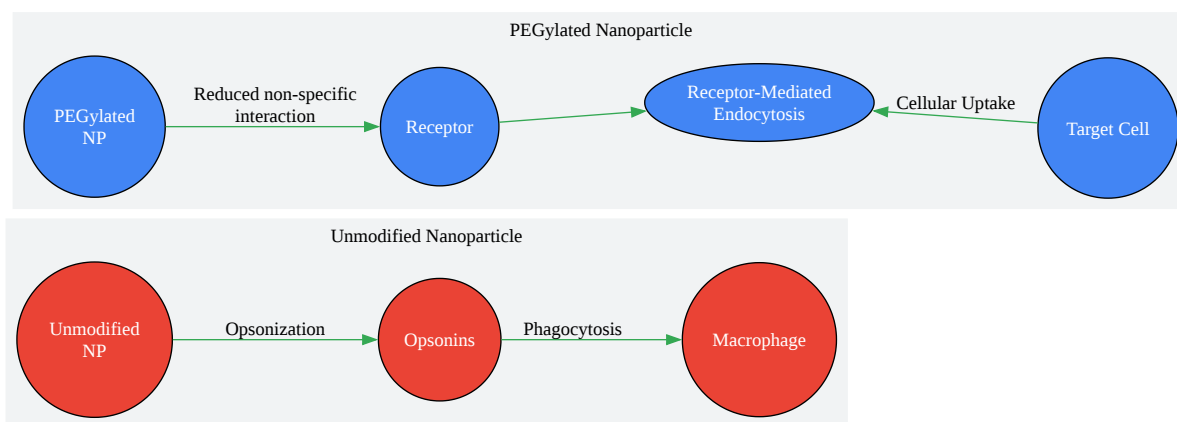 PEGylated Nanoparticle
PEGylated
NP
Reduced non-specific
interaction
Receptor
Receptor-Mediated
Endocytosis
Cellular Uptake
Target Cell
Unmodified Nanoparticle
Unmodified
NP
Opsonization
Opsonins
Phagocytosis
Macrophage